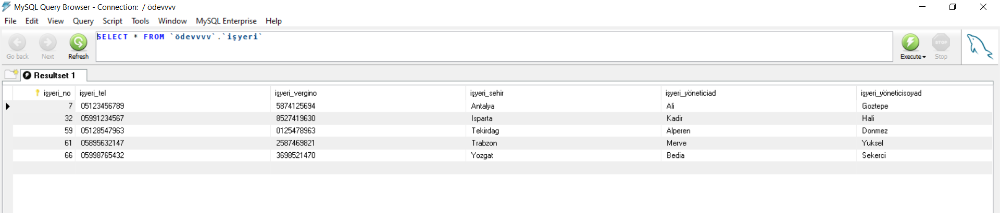 MySQL Query Browser - Connection: / ödevvvv
File Edit View Query Script Tools Window MySQL Enterprise Help
SELECT * FROM `ödevvvv`.`işyeri`
Go back Next Refresh Execute STOP Stop
Resultset 1
işyeri_no işyeri_tel işyeri_vergino işyeri_sehir işyeri_yöneticiad işyeri_yöneticisoyad
7 05123456789 5874125694 Antalya Ali Goztepe
32 05991234567 8527419630 Isparta Kadir Hali
59 05128547963 0125478963 Tekirdag Alperen Donmez
61 05895632147 2587469821 Trabzon Merve Yuksel
66 05998765432 3698521470 Yozgat Bedia Sekerci